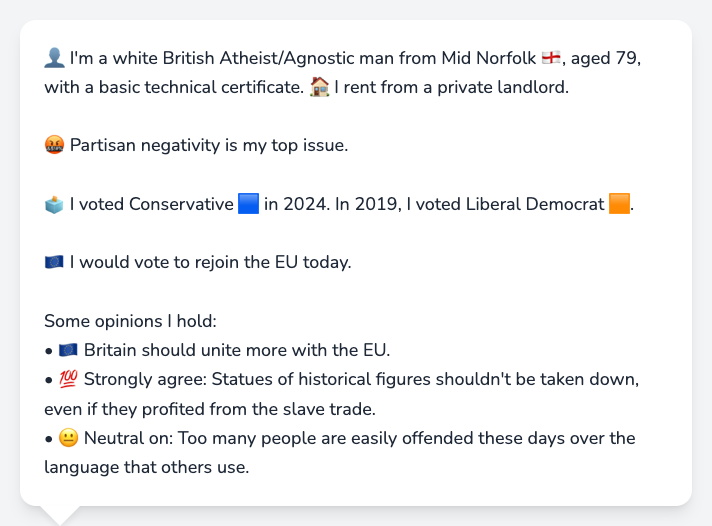 👤 I'm a white British Atheist/Agnostic man from Mid Norfolk 🏴󠁧󠁢󠁥󠁮󠁧󠁿, aged 79,
with a basic technical certificate. 🏠 I rent from a private landlord.
🤬 Partisan negativity is my top issue.
🗳️ I voted Conservative 🟦 in 2024. In 2019, I voted Liberal Democrat 🟧.
🇪🇺 I would vote to rejoin the EU today.
Some opinions I hold:
• 🇪🇺 Britain should unite more with the EU.
• 💯 Strongly agree: Statues of historical figures shouldn't be taken down,
even if they profited from the slave trade.
• 😐 Neutral on: Too many people are easily offended these days over the
language that others use.